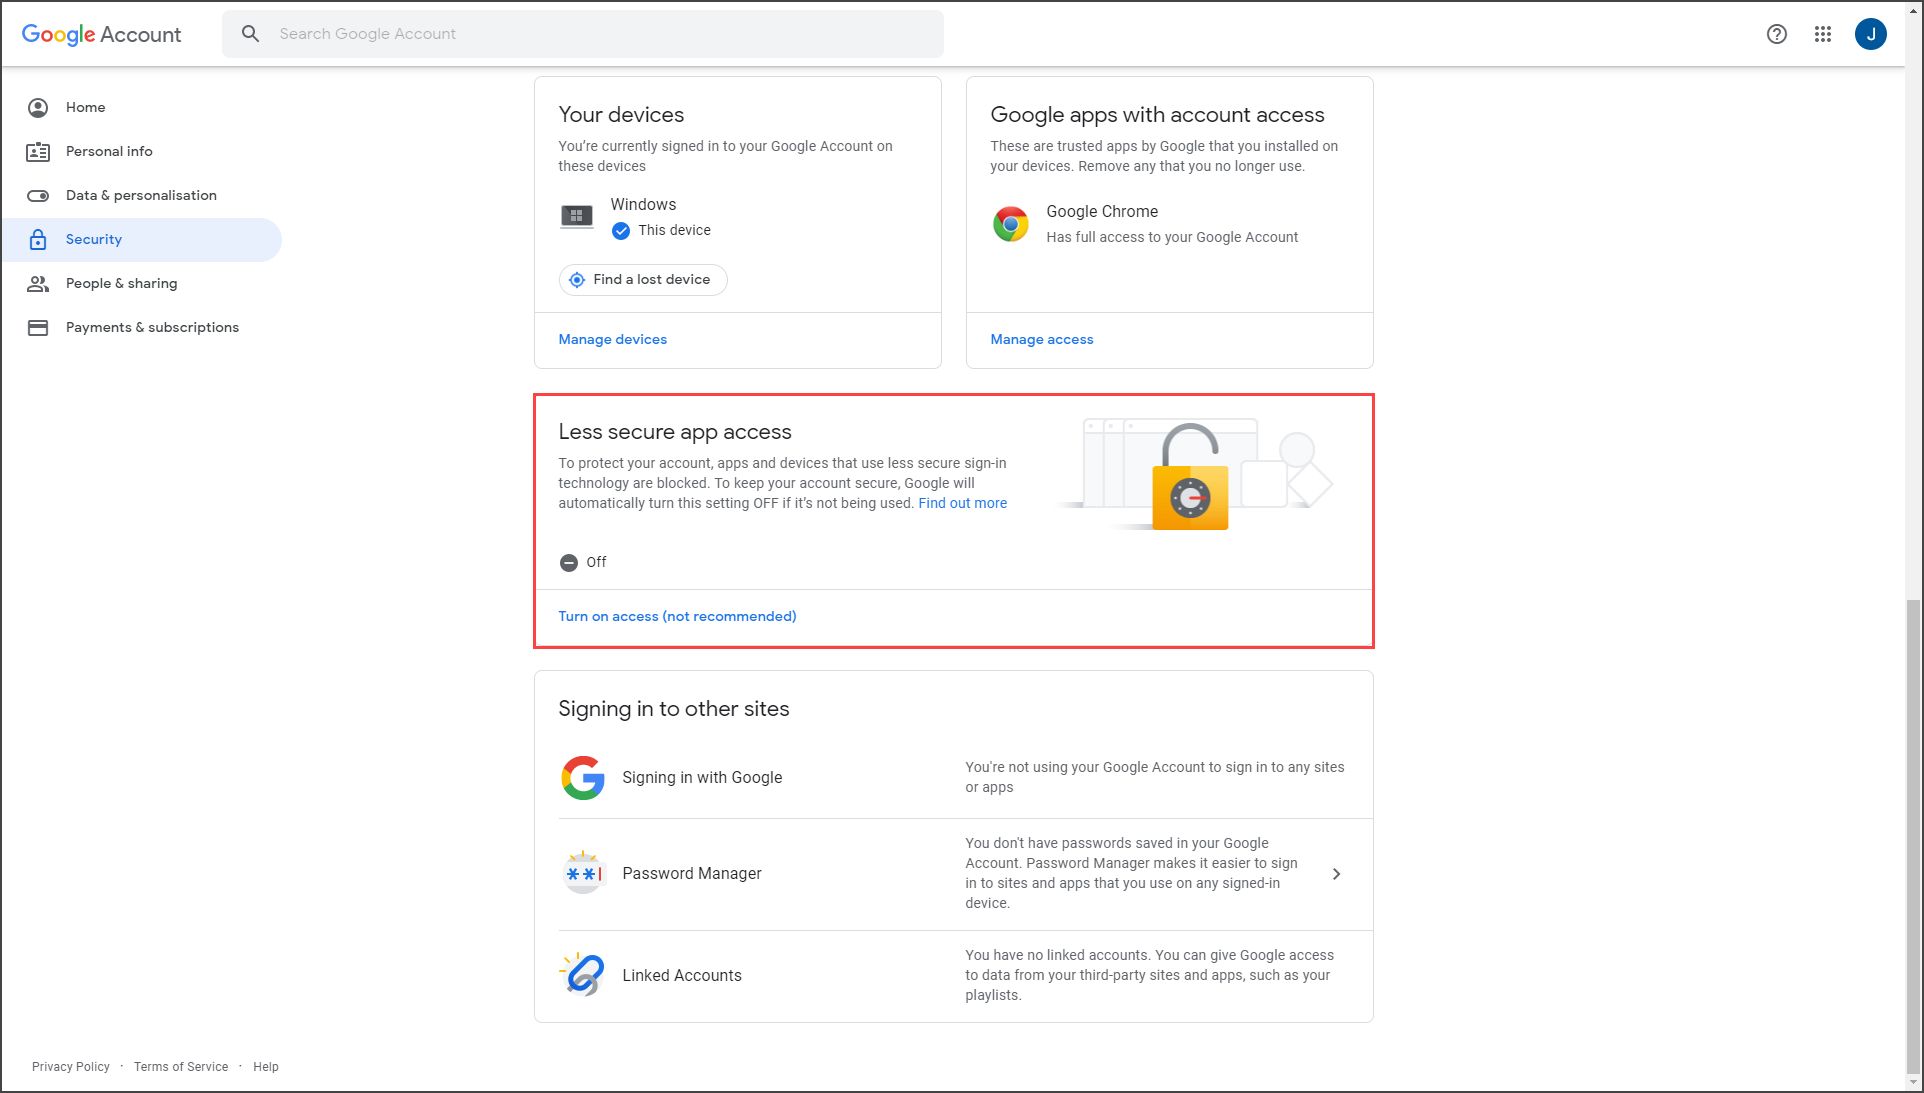 Google Account
Search Google Account
J
Home
Personal info
Data & personalisation
Security
People & sharing
Payments & subscriptions
Your devices
You're currently signed in to your Google Account on
these devices
Windows
This device
Find a lost device
Manage devices
Google apps with account access
These are trusted apps by Google that you installed on
your devices. Remove any that you no longer use.
Google Chrome
Has full access to your Google Account
Manage access
Less secure app access
To protect your account, apps and devices that use less secure sign-in
technology are blocked. To keep your account secure, Google will
automatically turn this setting OFF if it's not being used. Find out more
Off
Turn on access (not recommended)
Signing in to other sites
Signing in with Google
You're not using your Google Account to sign in to any sites
or apps
Password Manager
You don't have passwords saved in your Google
Account. Password Manager makes it easier to sign
in to sites and apps that you use on any signed-in
device.
Linked Accounts
You have no linked accounts. You can give Google access
to data from your third-party sites and apps, such as your
playlists.
Privacy Policy · Terms of Service · Help